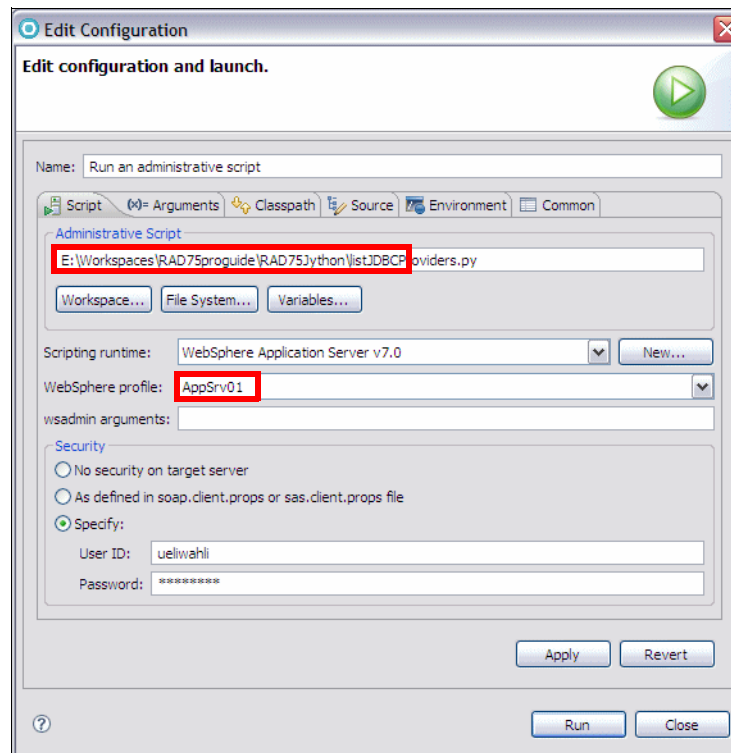 Edit Configuration
Edit configuration and launch.
Name: Run an administrative script
Script (x)= Arguments Classpath Source Environment Common
Administrative Script
E:\Workspaces\RAD75proguide\RAD75Jython\listJDBCProviders.py
Workspace... File System... Variables...
Scripting runtime: WebSphere Application Server v7.0 New...
WebSphere profile: AppSrv01
wsadmin arguments:
Security
No security on target server
As defined in soap.client.props or sas.client.props file
Specify:
User ID: ueliwahli
Password: ********
Apply Revert
? Run Close